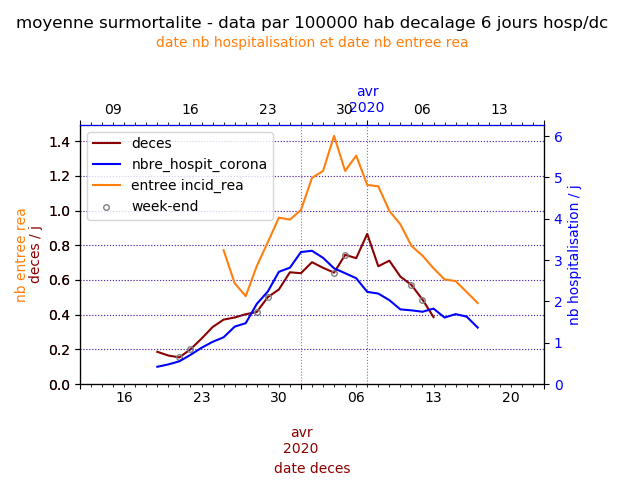 moyenne surmortalite - data par 100000 hab decalage 6 jours hosp/dc
date nb hospitalisation et date nb entree rea
avr
2020
09 16 23 30 06 13
deces
nbre_hospit_corona
entree incid_rea
week-end
1.4
1.2
1.0
0.8
0.6
0.4
0.2
0.0
nb entree rea
deces / j
6
5
4
3
2
1
0
nb hospitalisation / j
16 23 30 06 13 20
avr
2020
date deces